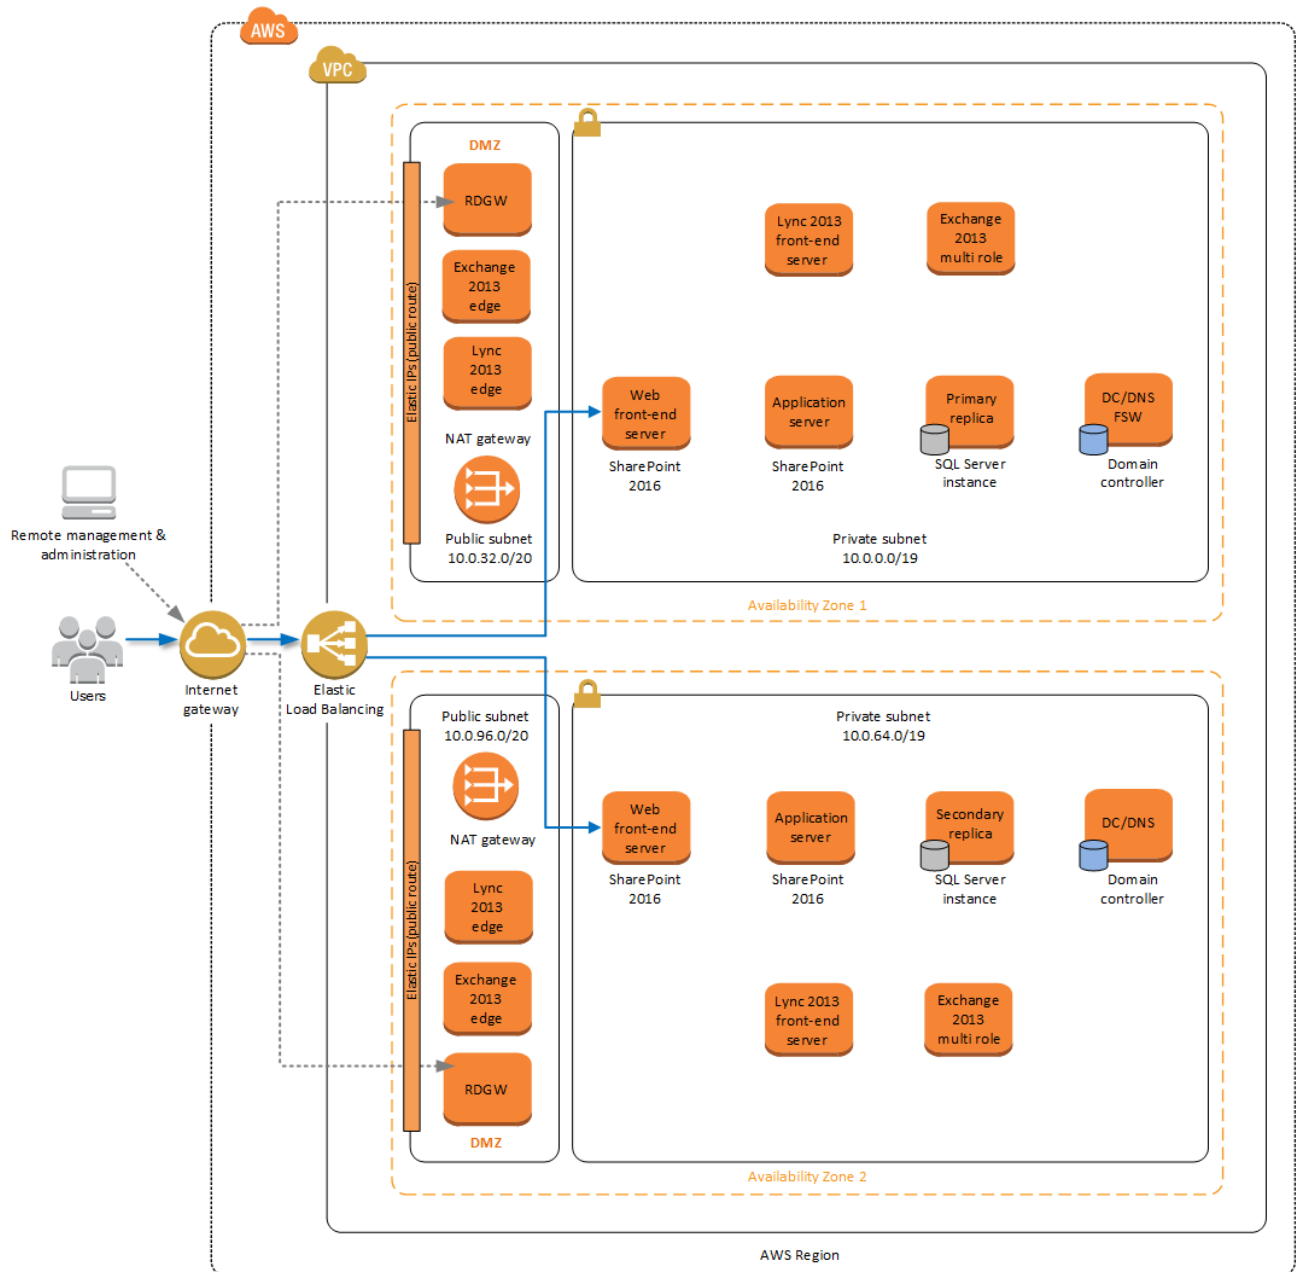 AWS
VPC
DMZ
RDGW
Exchange
2013
edge
Lync
2013
edge
Elastic IPs (public route)
NAT gateway
Public subnet
10.0.32.0/20
Lync 2013
front-end
server
Exchange
2013
multi role
Web
front-end
server
SharePoint
2016
Application
server
SharePoint
2016
Primary
replica
SQL Server
instance
DC/DNS
FSW
Domain
controller
Private subnet
10.0.0.0/19
Availability Zone 1
Remote management &
administration
Users
Internet
gateway
Elastic
Load Balancing
Public subnet
10.0.96.0/20
NAT gateway
Elastic IPs (public route)
Lync
2013
edge
Exchange
2013
edge
RDGW
DMZ
Private subnet
10.0.64.0/19
Web
front-end
server
SharePoint
2016
Application
server
SharePoint
2016
Secondary
replica
SQL Server
instance
DC/DNS
Domain
controller
Lync 2013
front-end
server
Exchange
2013
multi role
Availability Zone 2
AWS Region